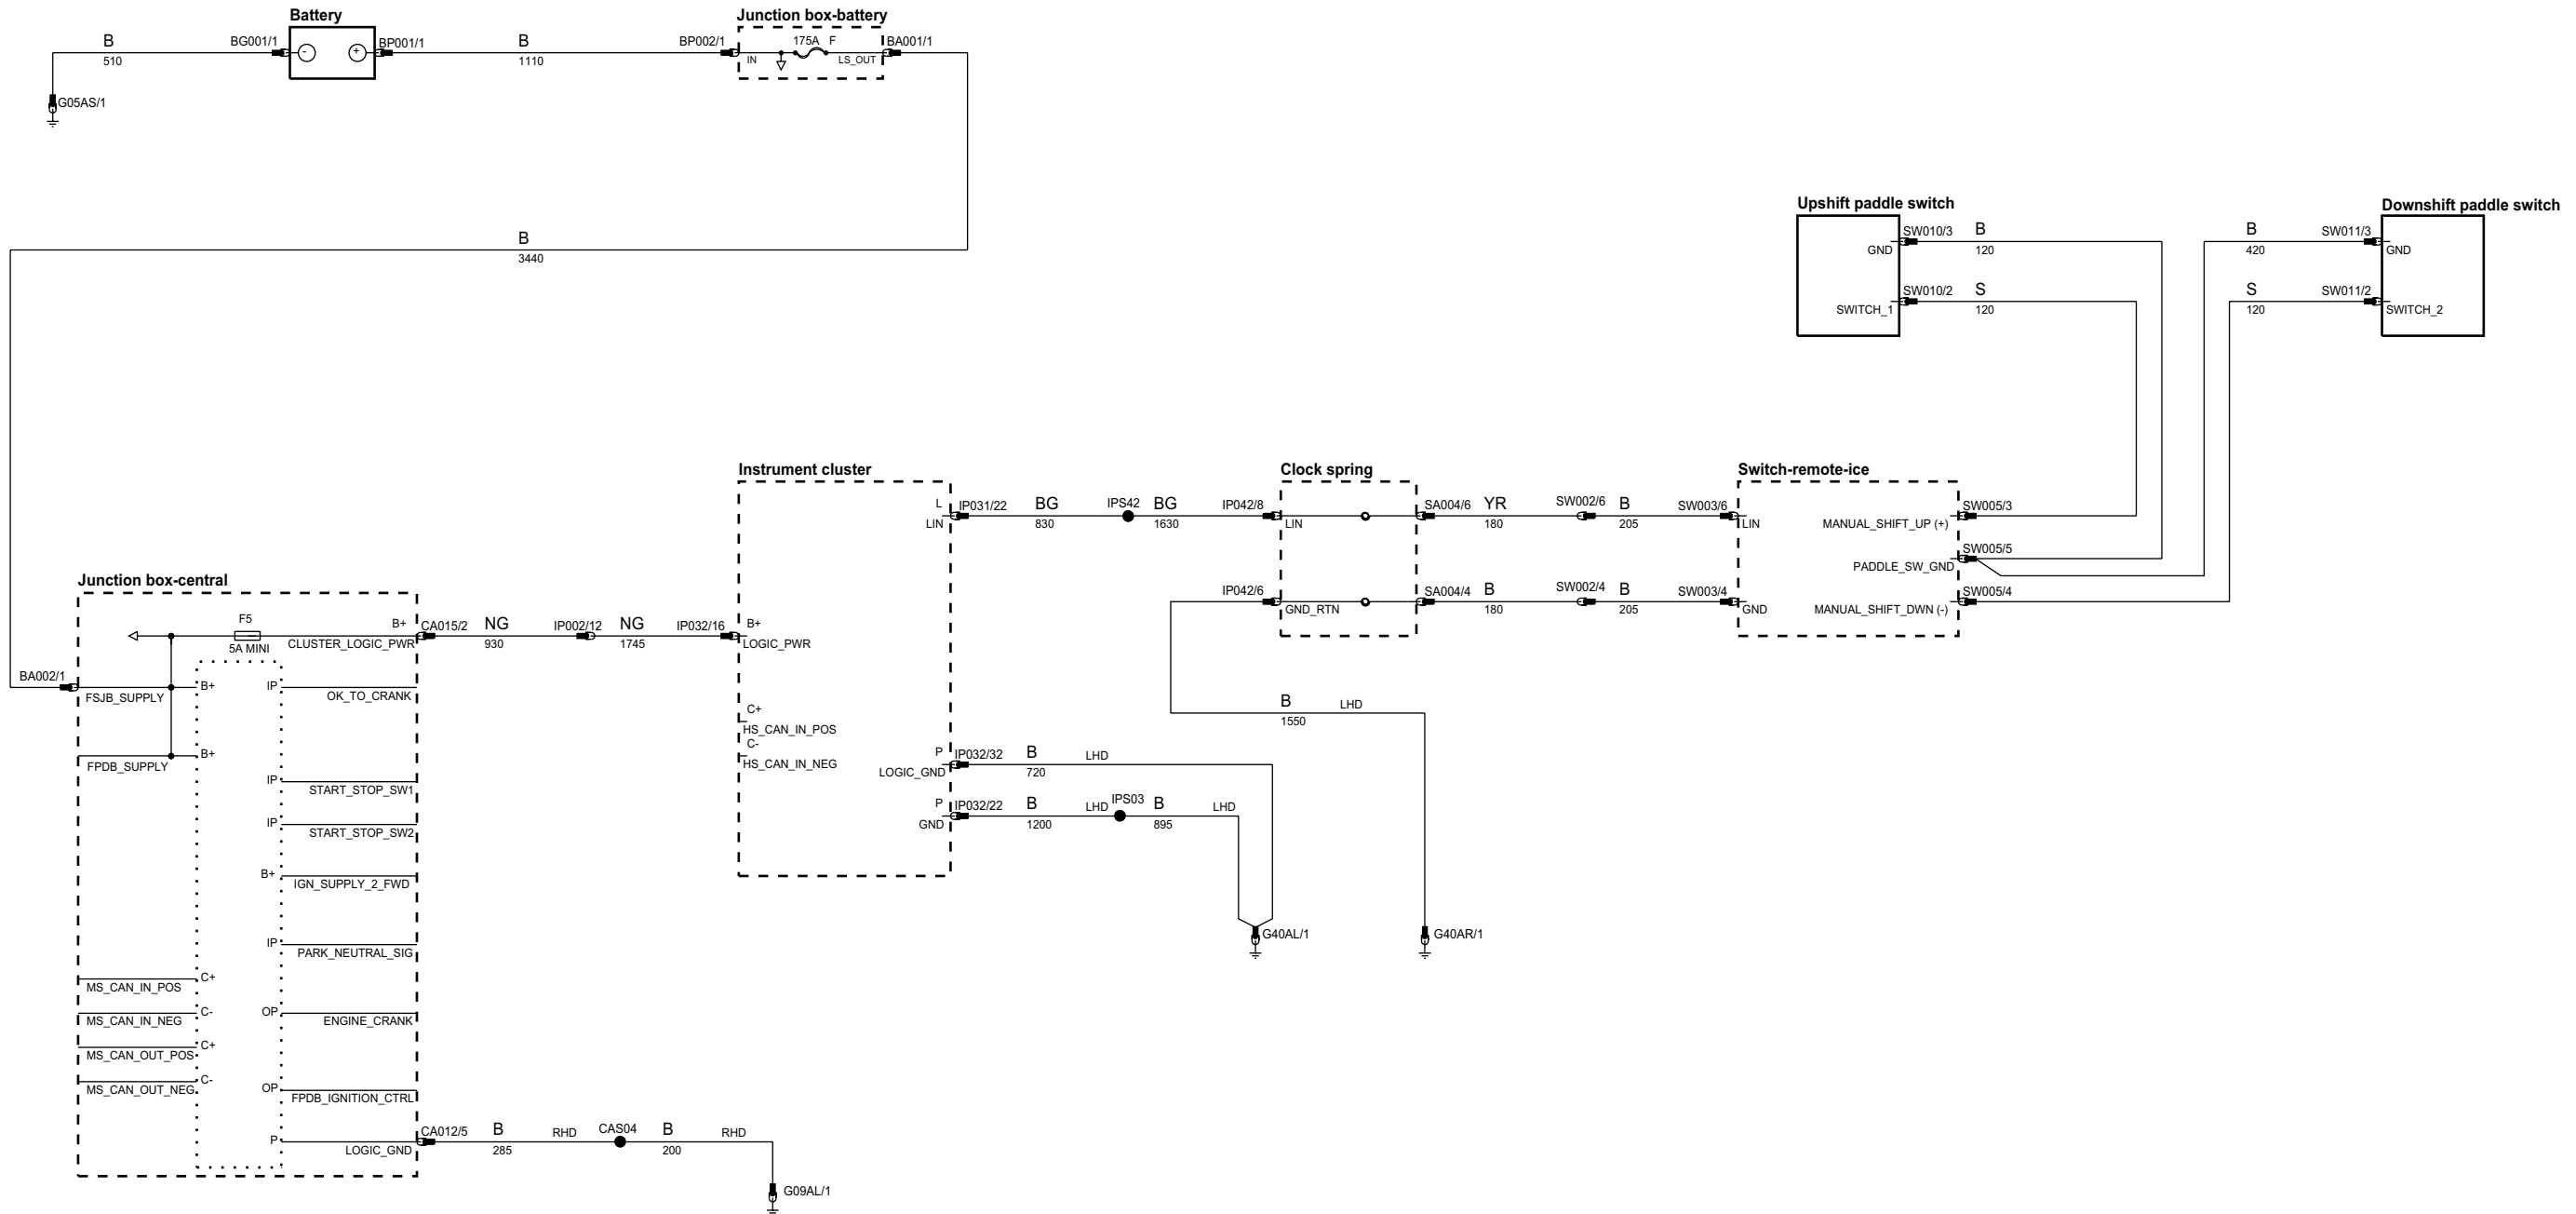 Battery
Junction box-battery
B
510
BG001/1
-
+
BP001/1
B
1110
BP002/1
IN
175A F
LS_OUT
BA001/1
G05AS/1
B
3440
Upshift paddle switch
Downshift paddle switch
GND
SW010/3
B
120
B
420
SW011/3
GND
SWITCH_1
SW010/2
S
120
S
120
SW011/2
SWITCH_2
Instrument cluster
Clock spring
Switch-remote-ice
L
LIN
IP031/22
BG
830
IPS42
BG
1630
IP042/8
LIN
SA004/6
YR
180
SW002/6
B
205
SW003/6
LIN
MANUAL_SHIFT_UP (+)
SW005/3
PADDLE_SW_GND
SW005/5
IP042/6
GND_RTN
SA004/4
B
180
SW002/4
B
205
SW003/4
GND
MANUAL_SHIFT_DWN (-)
SW005/4
Junction box-central
F5
5A MINI
B+
CLUSTER_LOGIC_PWR
CA015/2
NG
930
IP002/12
NG
1745
IP032/16
B+
LOGIC_PWR
BA002/1
FSJB_SUPPLY
B+
IP
OK_TO_CRANK
C+
HS_CAN_IN_POS
C-
HS_CAN_IN_NEG
B
1550
LHD
FPDB_SUPPLY
B+
P
LOGIC_GND
IP032/32
B
720
LHD
IP
START_STOP_SW1
P
GND
IP032/22
B
1200
LHD
IPS03
B
895
LHD
IP
START_STOP_SW2
B+
IGN_SUPPLY_2_FWD
IP
PARK_NEUTRAL_SIG
G40AL/1
G40AR/1
MS_CAN_IN_POS
C+
MS_CAN_IN_NEG
C-
OP
ENGINE_CRANK
MS_CAN_OUT_POS
C+
MS_CAN_OUT_NEG
C-
OP
FPDB_IGNITION_CTRL
P
LOGIC_GND
CA012/5
B
285
RHD
CAS04
B
200
RHD
G09AL/1